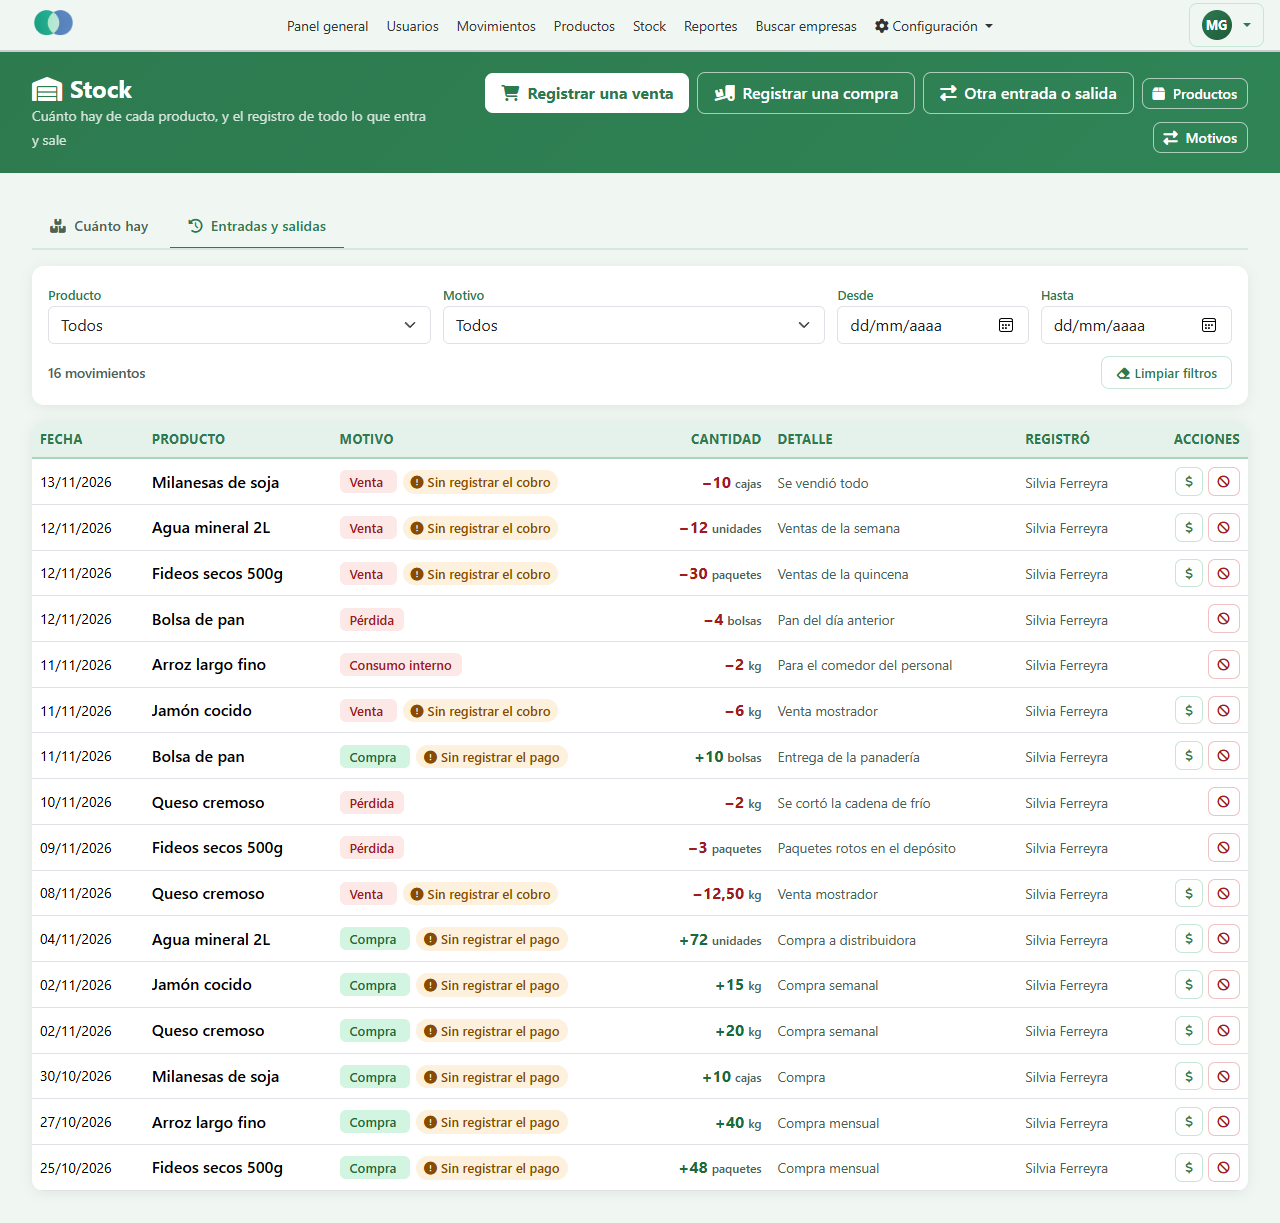 Panel general Usuarios Movimientos Productos Stock Reportes Buscar empresas Configuración MG
Stock
Cuánto hay de cada producto, y el registro de todo lo que entra
y sale
Registrar una venta Registrar una compra Otra entrada o salida Productos
Motivos
Cuánto hay Entradas y salidas
Producto Motivo Desde Hasta
Todos Todos dd/mm/aaaa dd/mm/aaaa
16 movimientos Limpiar filtros
FECHA PRODUCTO MOTIVO CANTIDAD DETALLE REGISTRÓ ACCIONES
13/11/2026 Milanesas de soja Venta Sin registrar el cobro −10 cajas Se vendió todo Silvia Ferreyra $
12/11/2026 Agua mineral 2L Venta Sin registrar el cobro −12 unidades Ventas de la semana Silvia Ferreyra $
12/11/2026 Fideos secos 500g Venta Sin registrar el cobro −30 paquetes Ventas de la quincena Silvia Ferreyra $
12/11/2026 Bolsa de pan Pérdida −4 bolsas Pan del día anterior Silvia Ferreyra
11/11/2026 Arroz largo fino Consumo interno −2 kg Para el comedor del personal Silvia Ferreyra
11/11/2026 Jamón cocido Venta Sin registrar el cobro −6 kg Venta mostrador Silvia Ferreyra $
11/11/2026 Bolsa de pan Compra Sin registrar el pago +10 bolsas Entrega de la panadería Silvia Ferreyra $
10/11/2026 Queso cremoso Pérdida −2 kg Se cortó la cadena de frío Silvia Ferreyra
09/11/2026 Fideos secos 500g Pérdida −3 paquetes Paquetes rotos en el depósito Silvia Ferreyra
08/11/2026 Queso cremoso Venta Sin registrar el cobro −12,50 kg Venta mostrador Silvia Ferreyra $
04/11/2026 Agua mineral 2L Compra Sin registrar el pago +72 unidades Compra a distribuidora Silvia Ferreyra $
02/11/2026 Jamón cocido Compra Sin registrar el pago +15 kg Compra semanal Silvia Ferreyra $
02/11/2026 Queso cremoso Compra Sin registrar el pago +20 kg Compra semanal Silvia Ferreyra $
30/10/2026 Milanesas de soja Compra Sin registrar el pago +10 cajas Compra Silvia Ferreyra $
27/10/2026 Arroz largo fino Compra Sin registrar el pago +40 kg Compra mensual Silvia Ferreyra $
25/10/2026 Fideos secos 500g Compra Sin registrar el pago +48 paquetes Compra mensual Silvia Ferreyra $